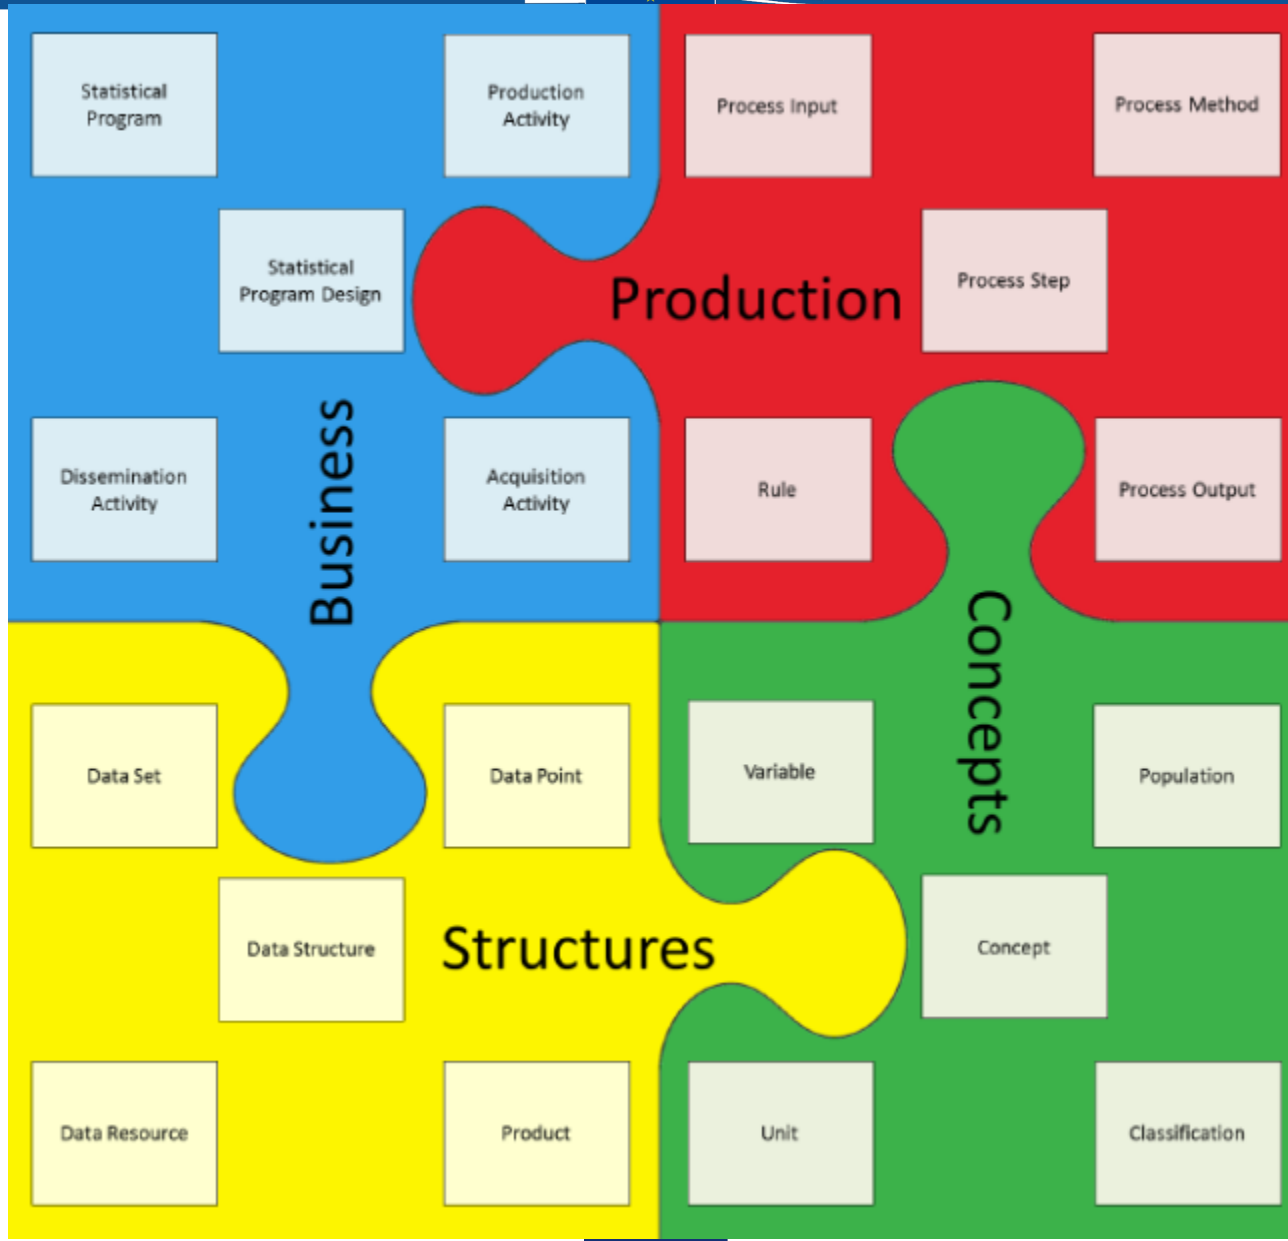 Statistical
Program
Production
Activity
Process Input
Process Method
Statistical
Program Design
Production
Process Step
Business
Dissemination
Activity
Acquisition
Activity
Rule
Process Output
Concepts
Data Set
Data Point
Variable
Population
Data Structure
Structures
Concept
Data Resource
Product
Unit
Classification